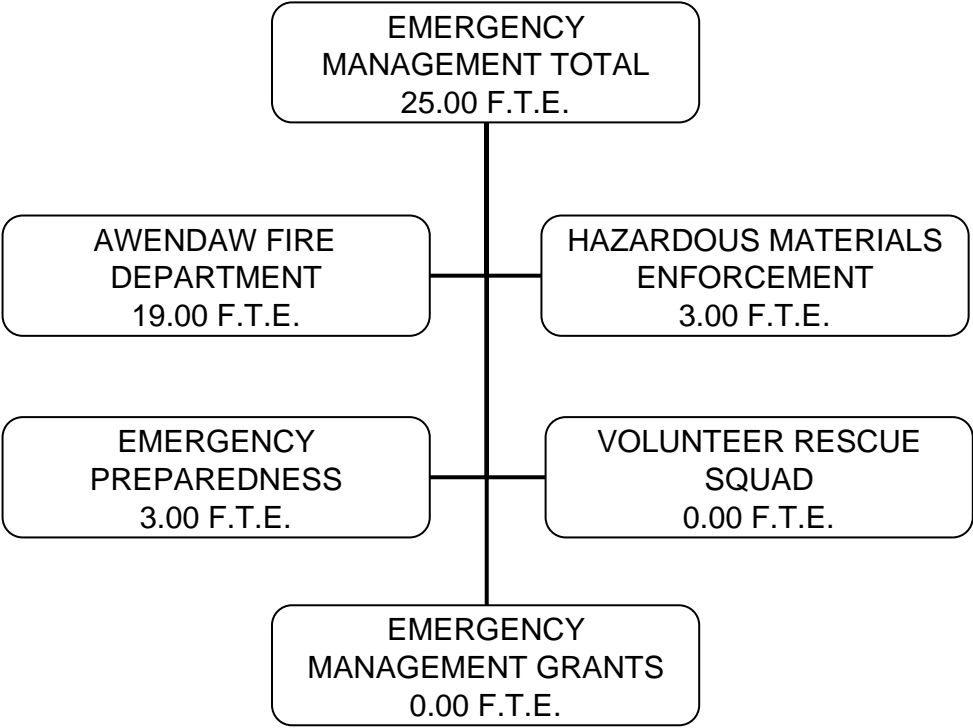 EMERGENCY
MANAGEMENT TOTAL
25.00 F.T.E.
AWENDAW FIRE
DEPARTMENT
19.00 F.T.E.
HAZARDOUS MATERIALS
ENFORCEMENT
3.00 F.T.E.
EMERGENCY
PREPAREDNESS
3.00 F.T.E.
VOLUNTEER RESCUE
SQUAD
0.00 F.T.E.
EMERGENCY
MANAGEMENT GRANTS
0.00 F.T.E.